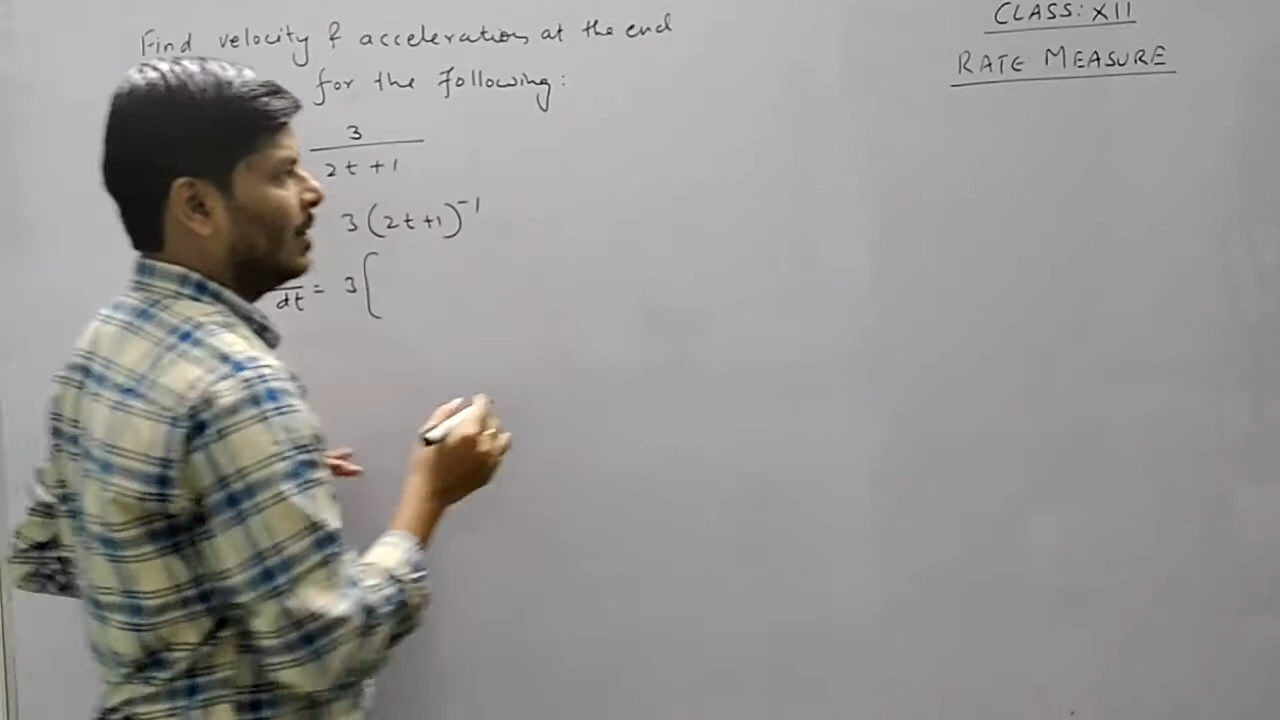 Find velocity & acceleration at the end
for the following:
3
2t + 1
3(2t+1)⁻¹
dt = 3(
CLASS: XII
RATE MEASURE